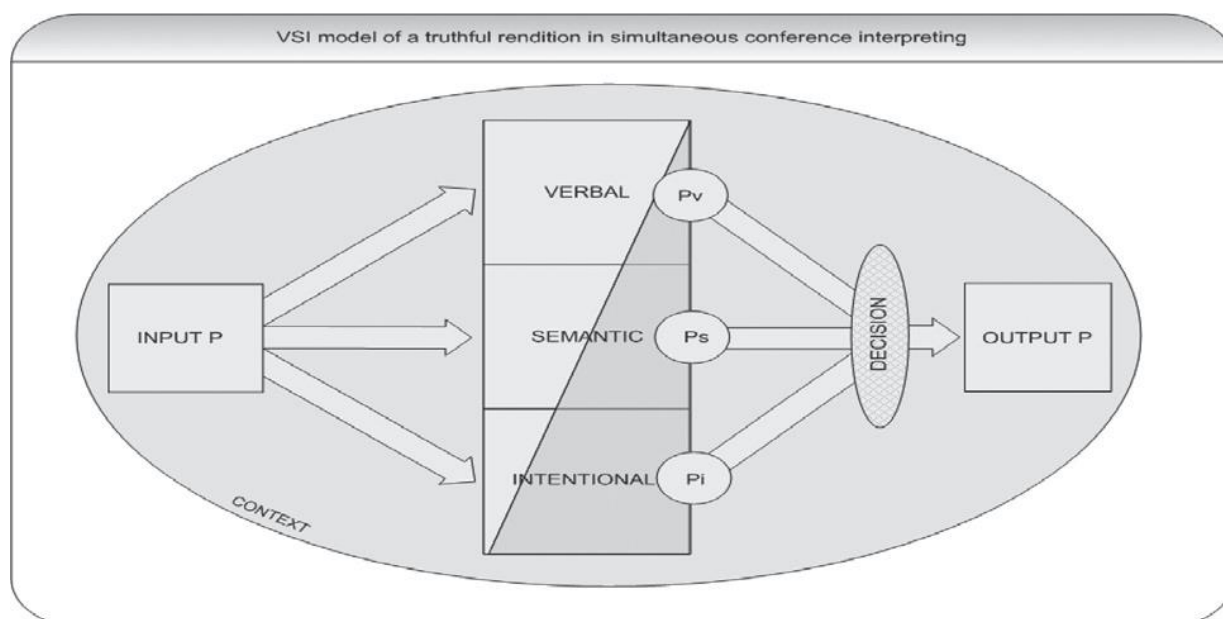 VSI model of a truthful rendition in simultaneous conference interpreting
VERBAL
Pv
INPUT P
SEMANTIC
Ps
DECISION
OUTPUT P
INTENTIONAL
Pi
CONTEXT